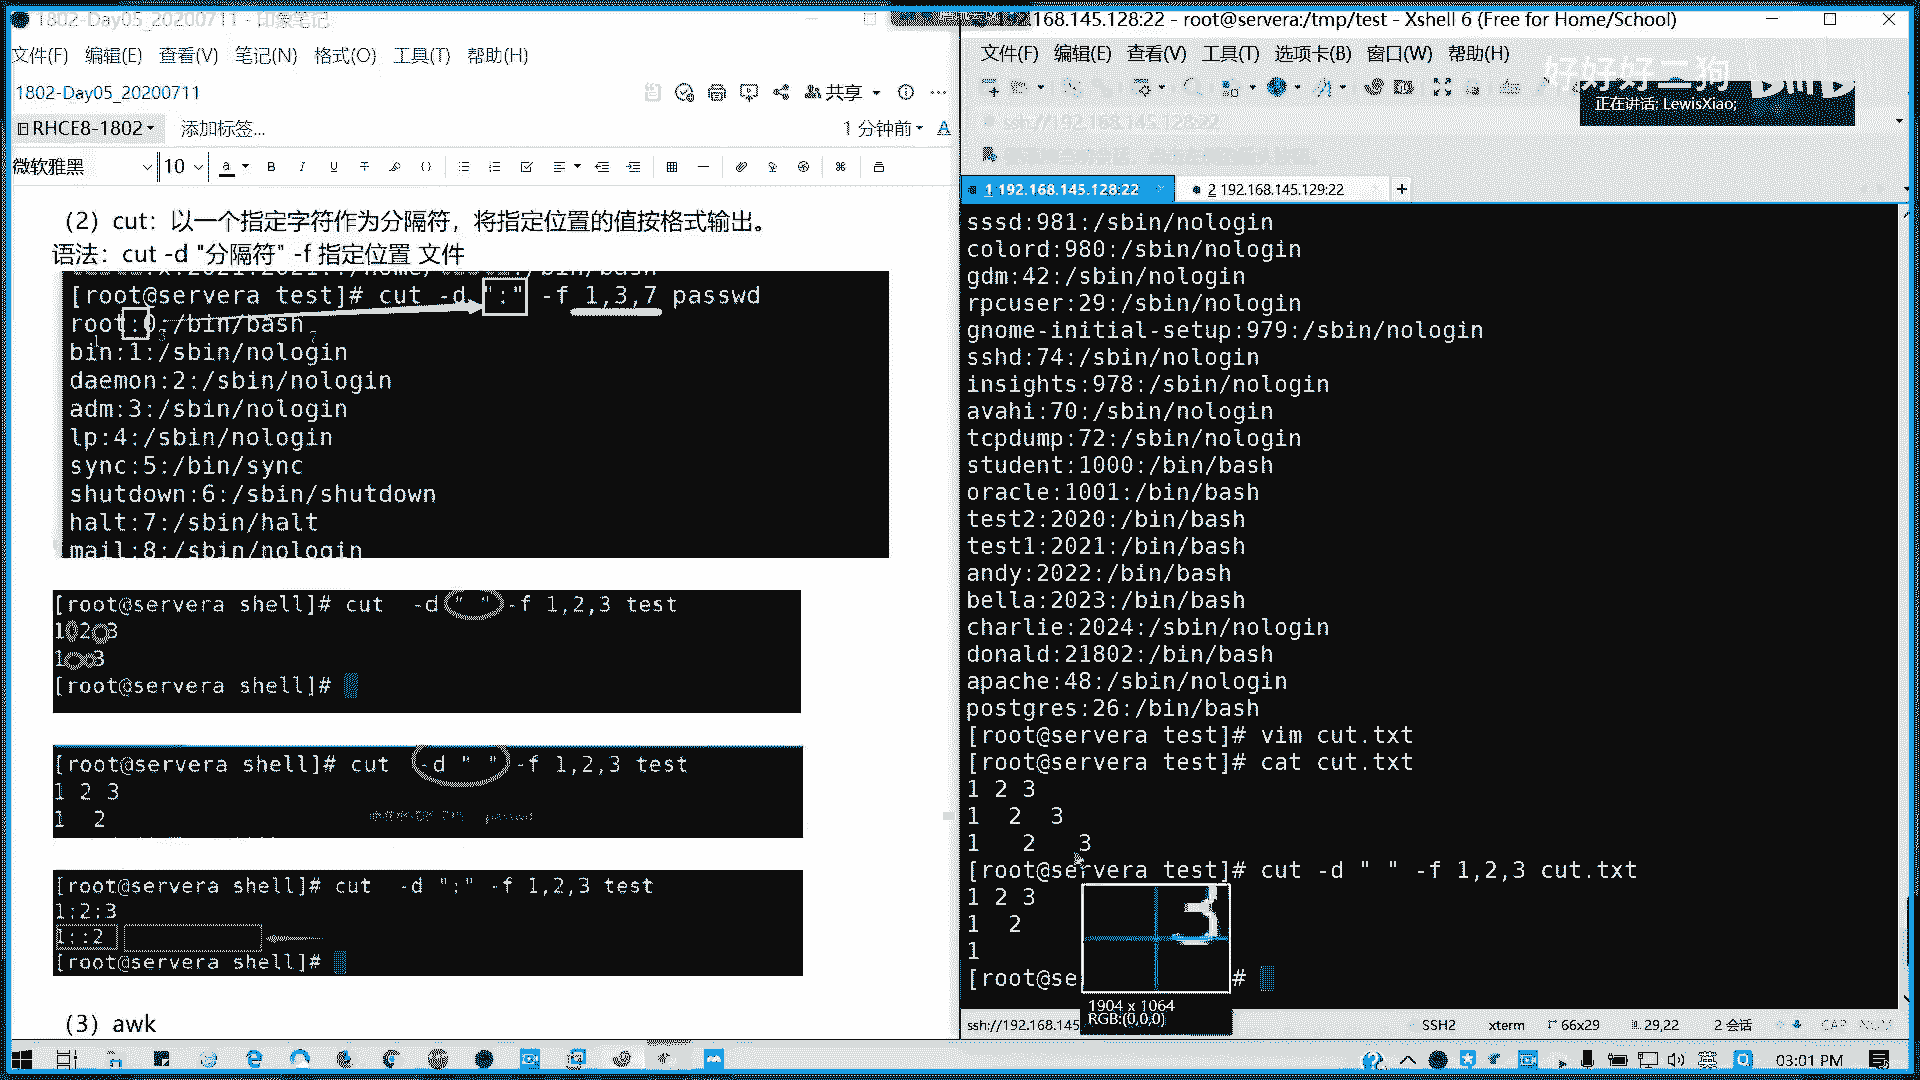 1802-Day05_20200711 - 印象笔记
文件(F) 编辑(E) 查看(V) 笔记(N) 格式(O) 工具(T) 帮助(H)
1802-Day05_20200711
共享
RHCE8-1802
添加标签...
1 分钟前
微软雅黑
10
（2）cut：以一个指定字符作为分隔符，将指定位置的值按格式输出。
语法：cut -d "分隔符" -f 指定位置 文件
[root@servera test]# cut -d ":" -f 1,3,7 passwd
root:0:/bin/bash
bin:1:/sbin/nologin
daemon:2:/sbin/nologin
adm:3:/sbin/nologin
lp:4:/sbin/nologin
sync:5:/bin/sync
shutdown:6:/sbin/shutdown
halt:7:/sbin/halt
mail:8:/sbin/nologin
[root@servera shell]# cut -d " " -f 1,2,3 test
[root@servera shell]#
[root@servera shell]# cut -d " " -f 1,2,3 test
1 2 3
1  2
[root@servera shell]# cut -d ":" -f 1,2,3 test
1:2:3
1::2
[root@servera shell]#
（3）awk
192.168.145.128:22 - root@servera:/tmp/test - Xshell 6 (Free for Home/School)
文件(F) 编辑(E) 查看(V) 工具(T) 选项卡(B) 窗口(W) 帮助(H)
好好好二狗
正在讲话: LewisXiao;
ssh://192.168.145.128:22
1 192.168.145.128:22
2 192.168.145.129:22
sssd:981:/sbin/nologin
colord:980:/sbin/nologin
gdm:42:/sbin/nologin
rpcuser:29:/sbin/nologin
gnome-initial-setup:979:/sbin/nologin
sshd:74:/sbin/nologin
insights:978:/sbin/nologin
avahi:70:/sbin/nologin
tcpdump:72:/sbin/nologin
student:1000:/bin/bash
oracle:1001:/bin/bash
test2:2020:/bin/bash
test1:2021:/bin/bash
andy:2022:/bin/bash
bella:2023:/bin/bash
charlie:2024:/sbin/nologin
donald:21802:/bin/bash
apache:48:/sbin/nologin
postgres:26:/bin/bash
[root@servera test]# vim cut.txt
[root@servera test]# cat cut.txt
1 2 3
1  2  3
1   2   3
[root@servera test]# cut -d " " -f 1,2,3 cut.txt
1 2 3
1  2
1
[root@se #
3
1904 x 1064
RGB:(0,0,0)
ssh://192.168.145
SSH2
xterm
66x29
29,22
2 会话
CAP NUM
英
03:01 PM